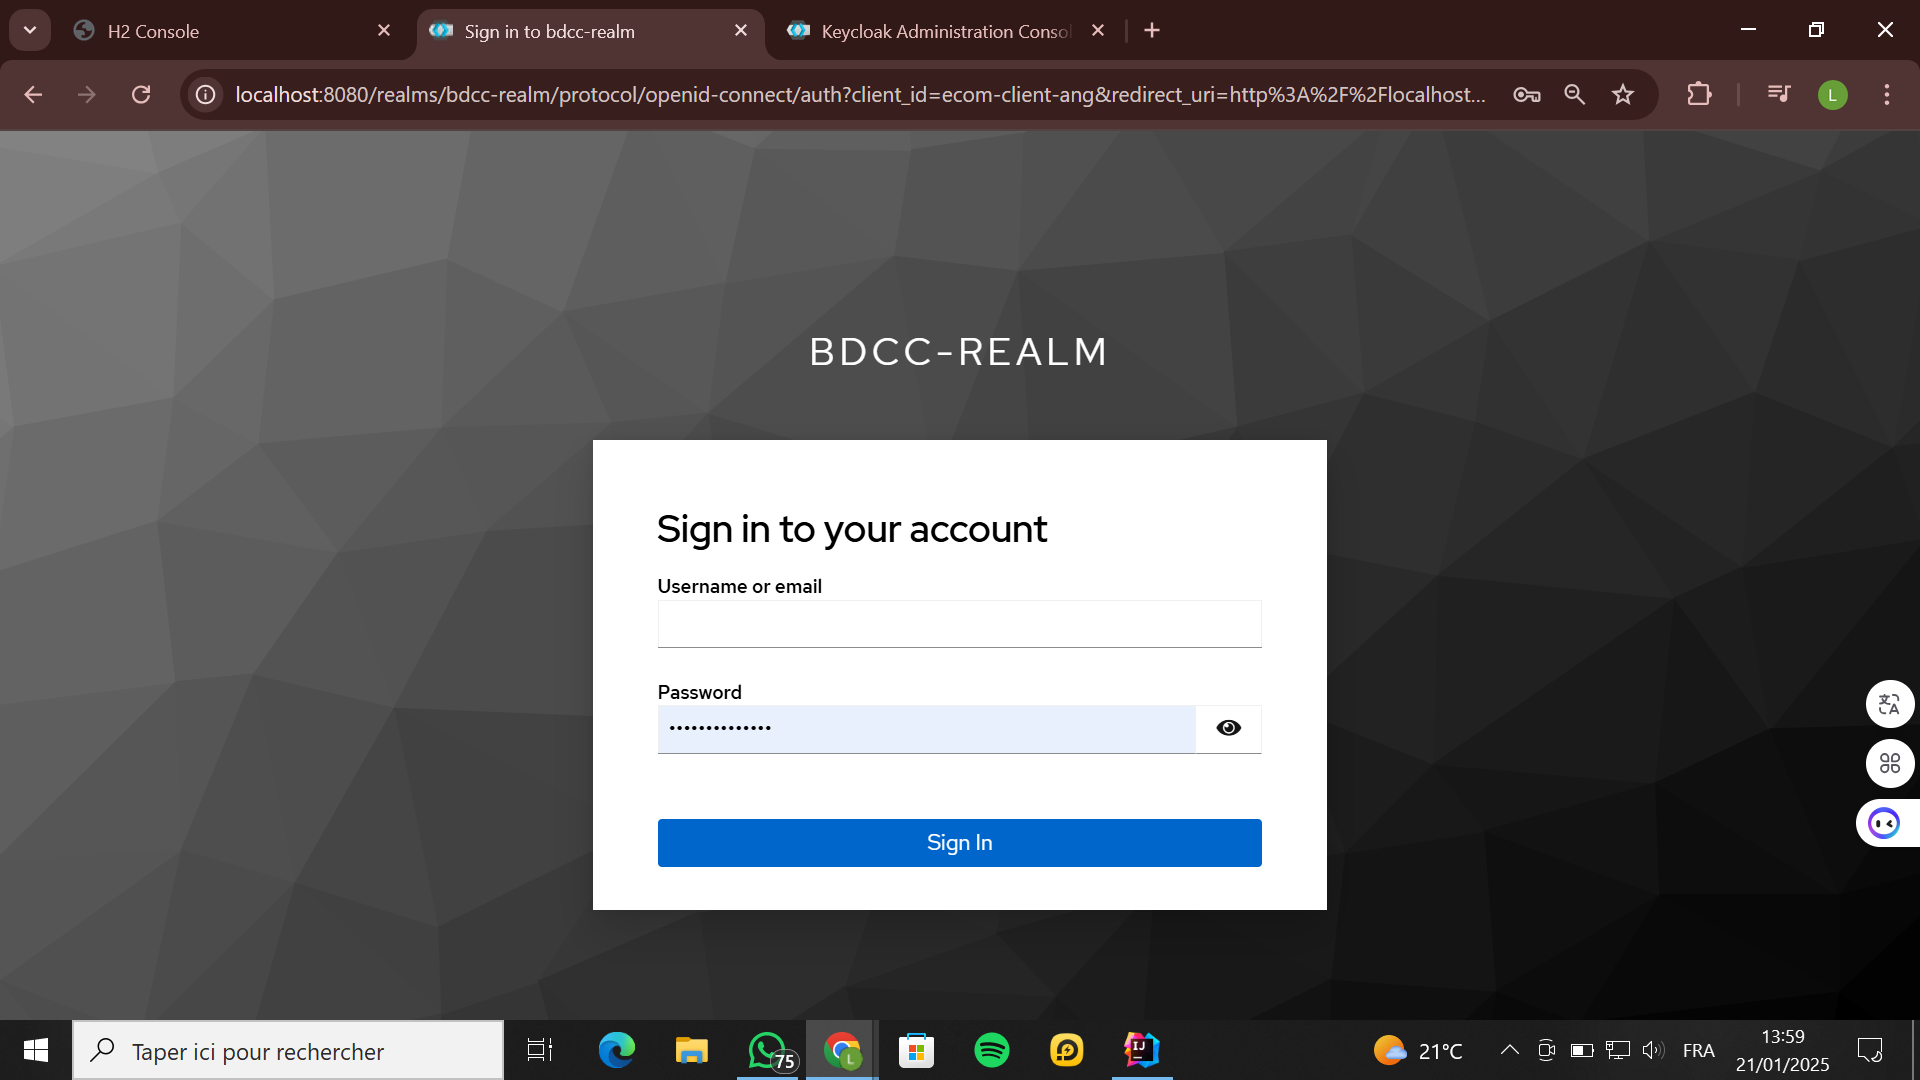 H2 Console
Sign in to bdcc-realm
Keycloak Administration Conso
localhost:8080/realms/bdcc-realm/protocol/openid-connect/auth?client_id=ecom-client-ang&redirect_uri=http%3A%2F%2Flocalhost...
L
BDCC-REALM
Sign in to your account
Username or email
Password
••••••••••••••
Sign In
Taper ici pour rechercher
75
L
IJ
21°C
FRA
13:59
21/01/2025